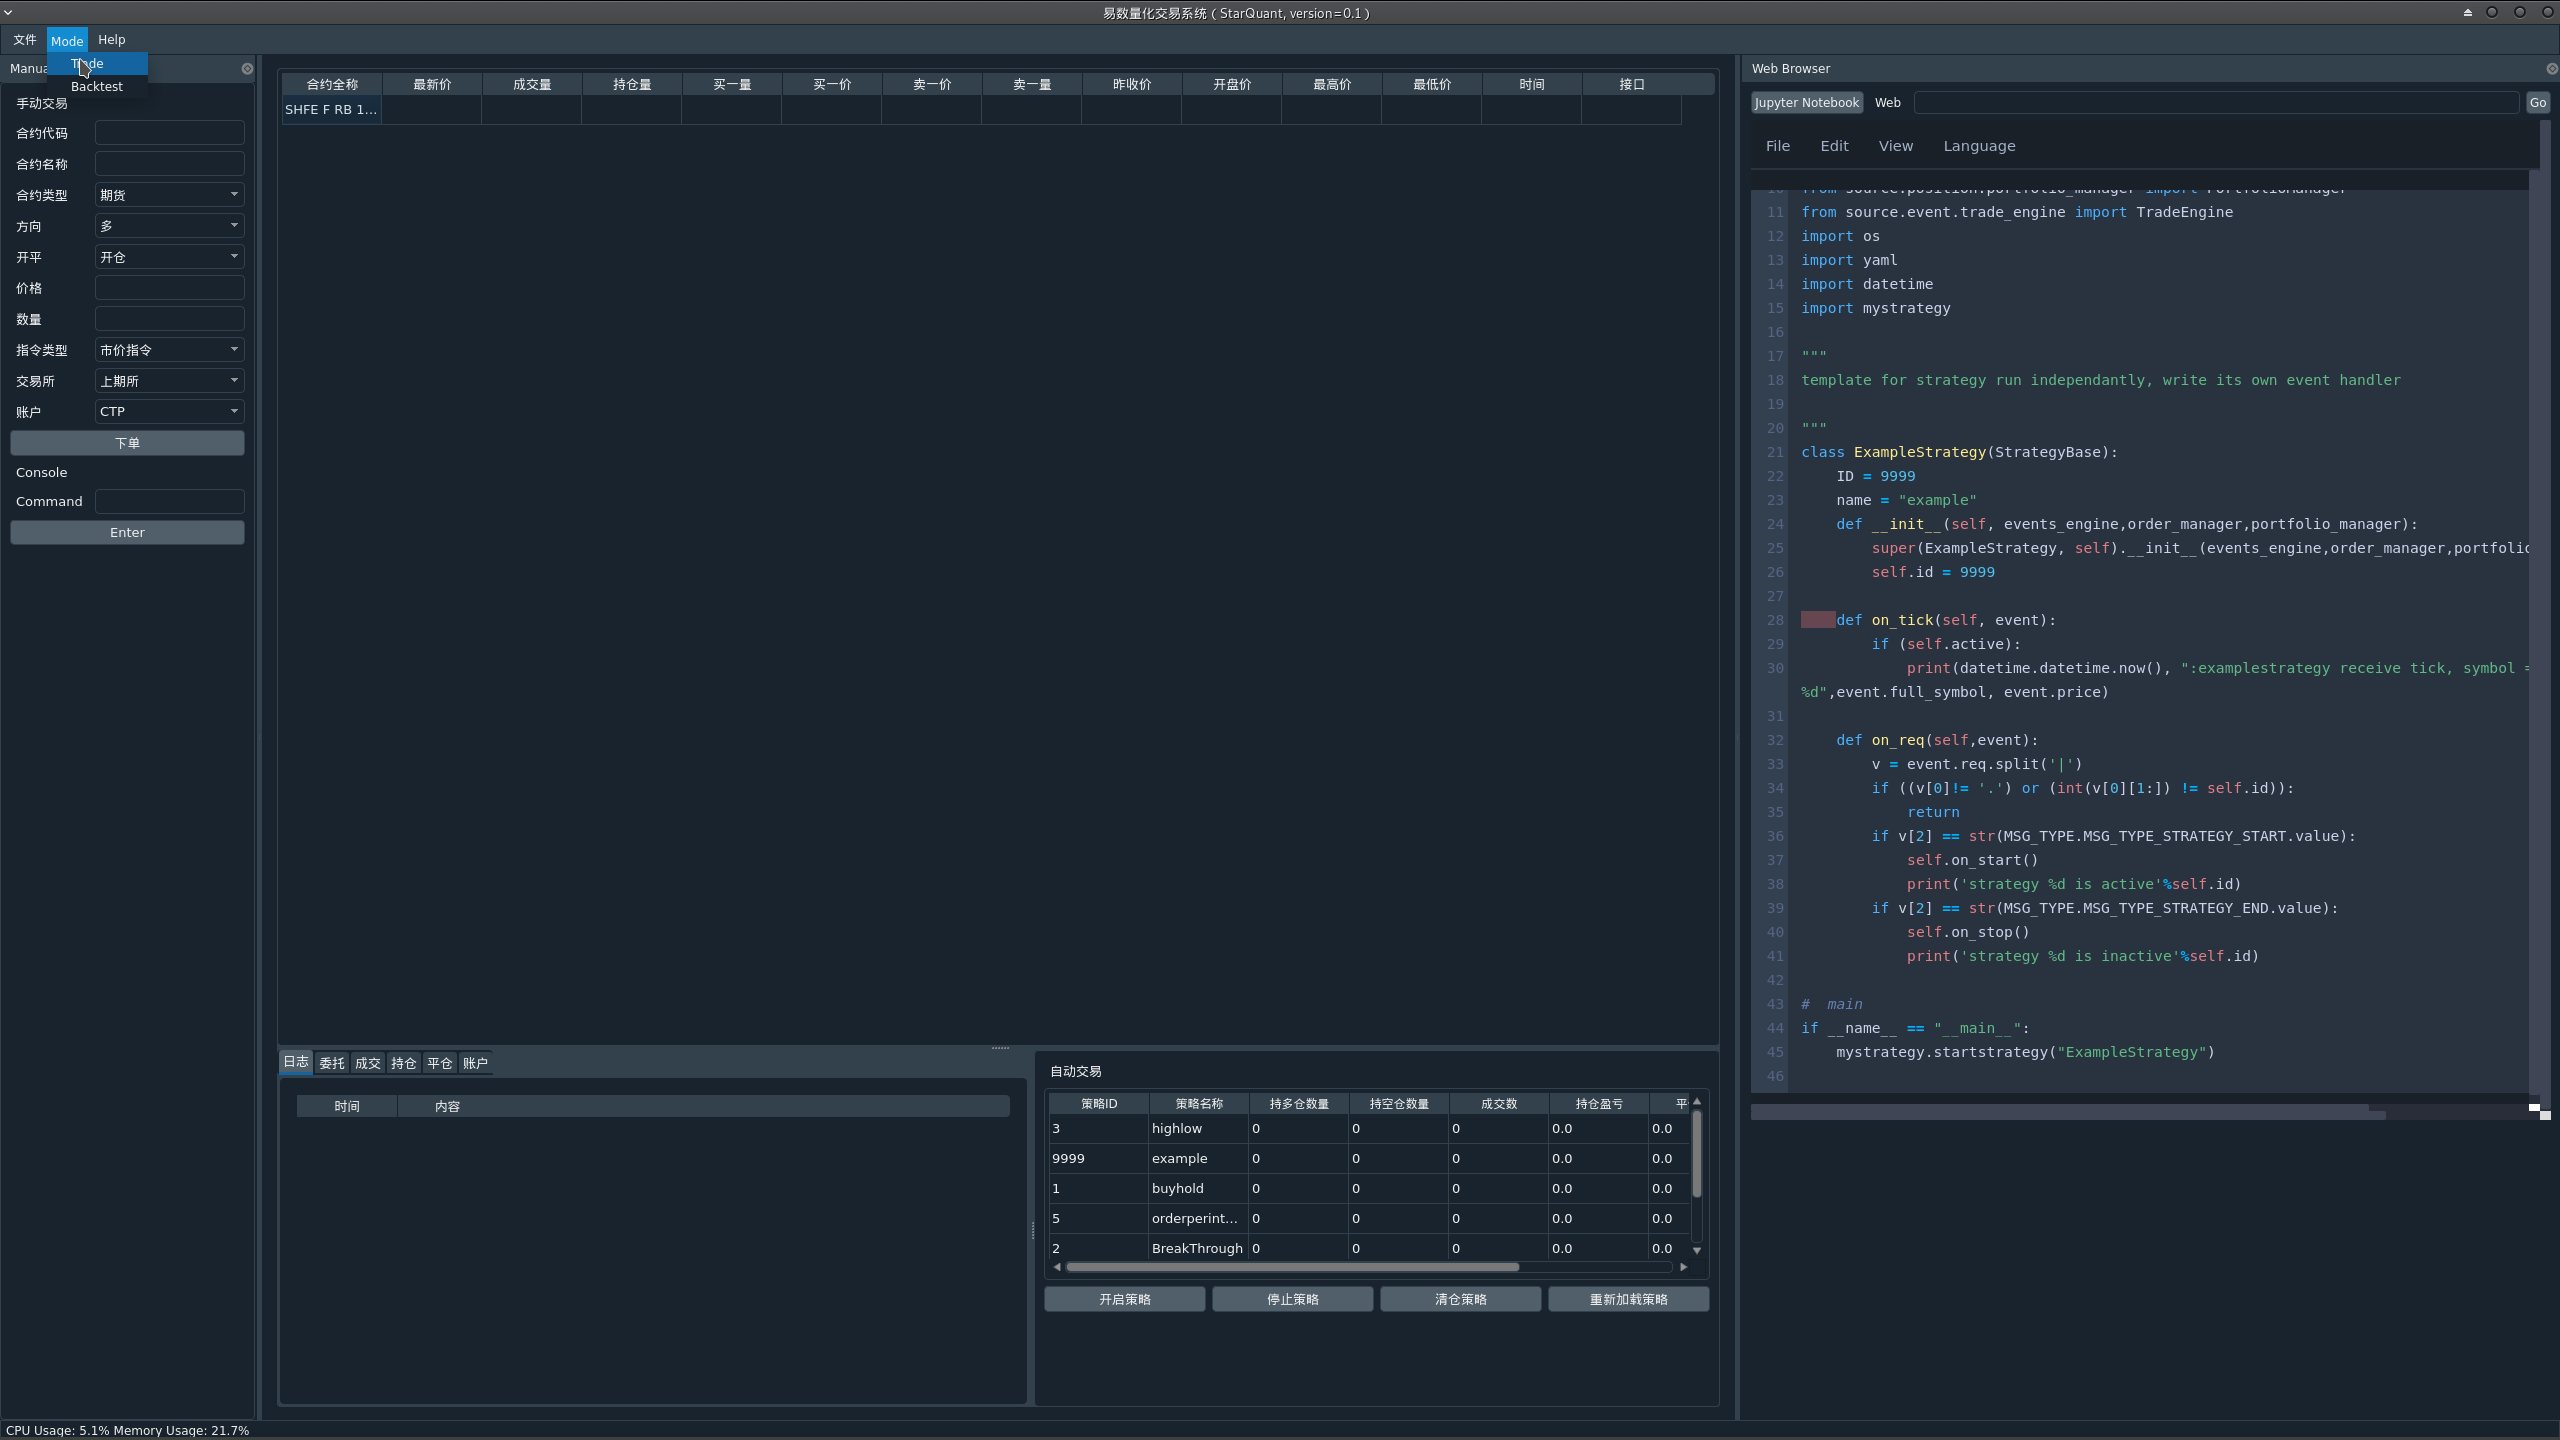 易数量化交易系统 ( StarQuant, version=0.1 )
文件 Mode Help
Trade
Backtest
Manua
手动交易
合约代码
合约名称
合约类型 期货
方向 多
开平 开仓
价格
数量
指令类型 市价指令
交易所 上期所
账户 CTP
下单
Console
Command
Enter
合约全称 最新价 成交量 持仓量 买一量 买一价 卖一价 卖一量 昨收价 开盘价 最高价 最低价 时间 接口
SHFE F RB 1...
日志 委托 成交 持仓 平仓 账户
时间 内容
自动交易
策略ID 策略名称 持多仓数量 持空仓数量 成交数 持仓盈亏 平
3 highlow 0 0 0 0.0 0.0
9999 example 0 0 0 0.0 0.0
1 buyhold 0 0 0 0.0 0.0
5 orderperint... 0 0 0 0.0 0.0
2 BreakThrough 0 0 0 0.0 0.0
开启策略 停止策略 清仓策略 重新加载策略
Web Browser
Jupyter Notebook Web Go
File Edit View Language
10 from source.position.portfolio_manager import PortfolioManager
11 from source.event.trade_engine import TradeEngine
12 import os
13 import yaml
14 import datetime
15 import mystrategy
16
17 """
18 template for strategy run independantly, write its own event handler
19
20 """
21 class ExampleStrategy(StrategyBase):
22     ID = 9999
23     name = "example"
24     def __init__(self, events_engine,order_manager,portfolio_manager):
25         super(ExampleStrategy, self).__init__(events_engine,order_manager,portfolio
26         self.id = 9999
27
28     def on_tick(self, event):
29         if (self.active):
30             print(datetime.datetime.now(), ":examplestrategy receive tick, symbol =
%d",event.full_symbol, event.price)
31
32     def on_req(self,event):
33         v = event.req.split('|')
34         if ((v[0]!= '.') or (int(v[0][1:]) != self.id)):
35             return
36         if v[2] == str(MSG_TYPE.MSG_TYPE_STRATEGY_START.value):
37             self.on_start()
38             print('strategy %d is active'%self.id)
39         if v[2] == str(MSG_TYPE.MSG_TYPE_STRATEGY_END.value):
40             self.on_stop()
41             print('strategy %d is inactive'%self.id)
42
43 #  main
44 if __name__ == "__main__":
45     mystrategy.startstrategy("ExampleStrategy")
46
CPU Usage: 5.1% Memory Usage: 21.7%